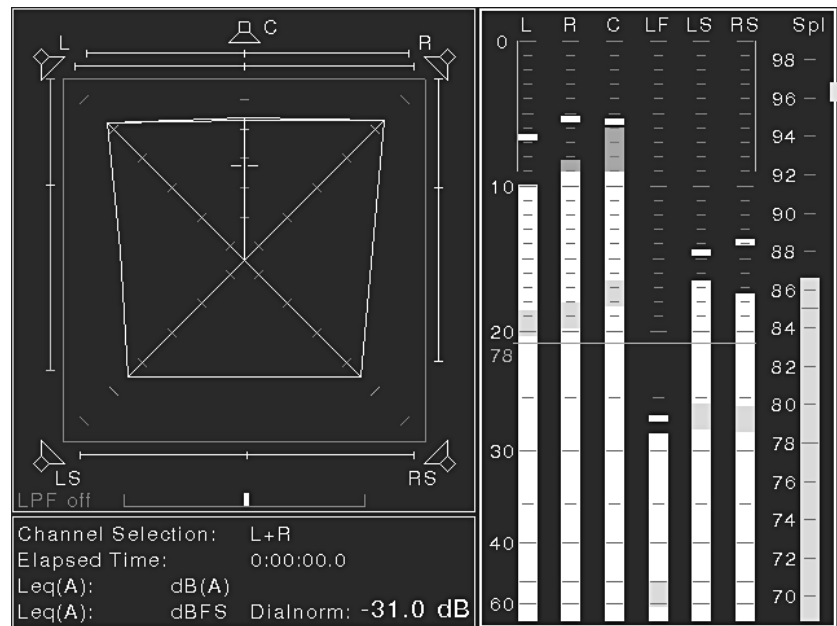 L R C LF LS RS Spl
C
L
R
0
98
96
94
92
10
90
88
86
20
84
78
82
80
30
78
76
74
40
72
70
60
LS
RS
LPF off
Channel Selection: L+R
Elapsed Time: 0:00:00.0
Leq(A): dB(A)
Leq(A): dBFS Dialnorm: -31.0 dB